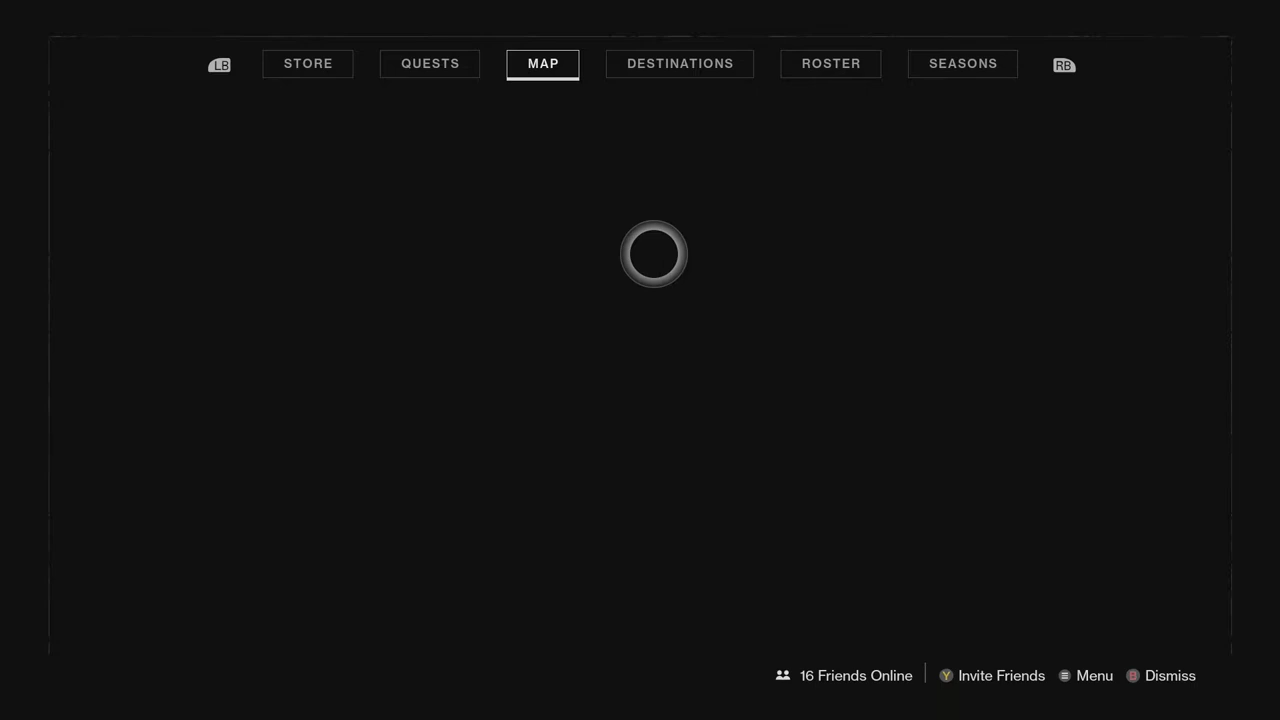 LB STORE QUESTS MAP DESTINATIONS ROSTER SEASONS RB
16 Friends Online Y Invite Friends Menu B Dismiss